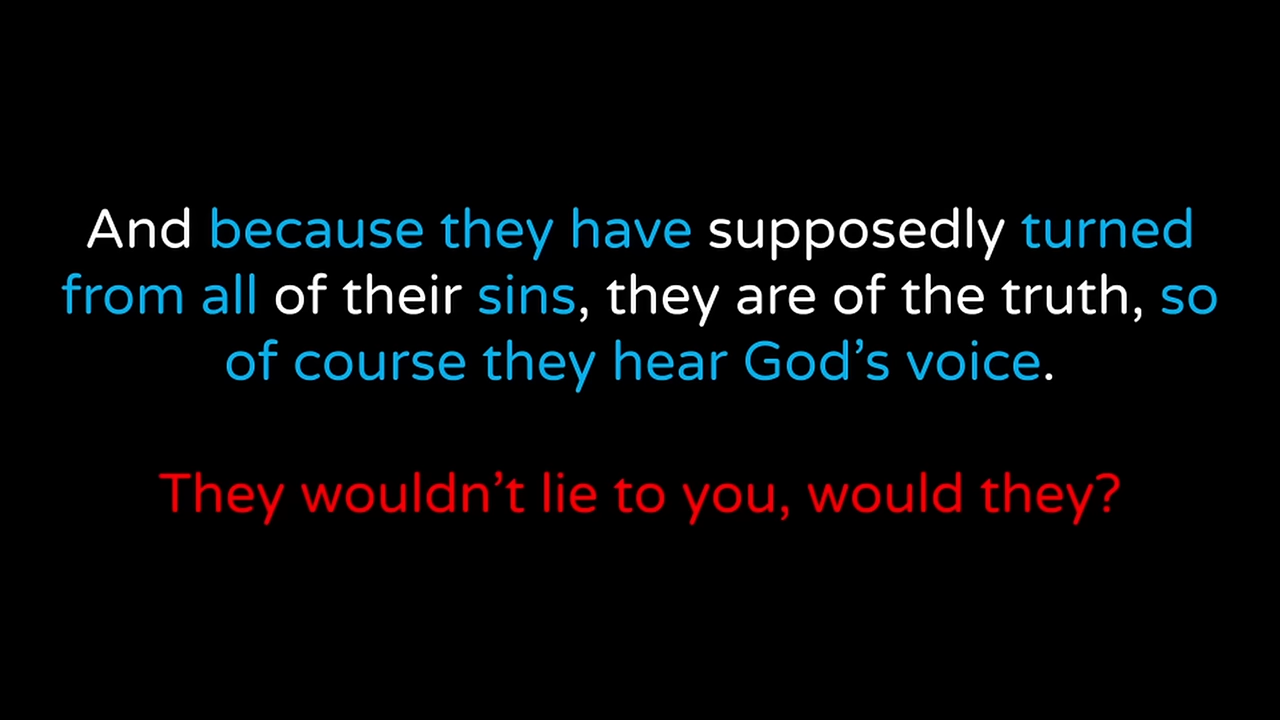 And because they have supposedly turned
from all of their sins, they are of the truth, so
of course they hear God’s voice.
They wouldn’t lie to you, would they?